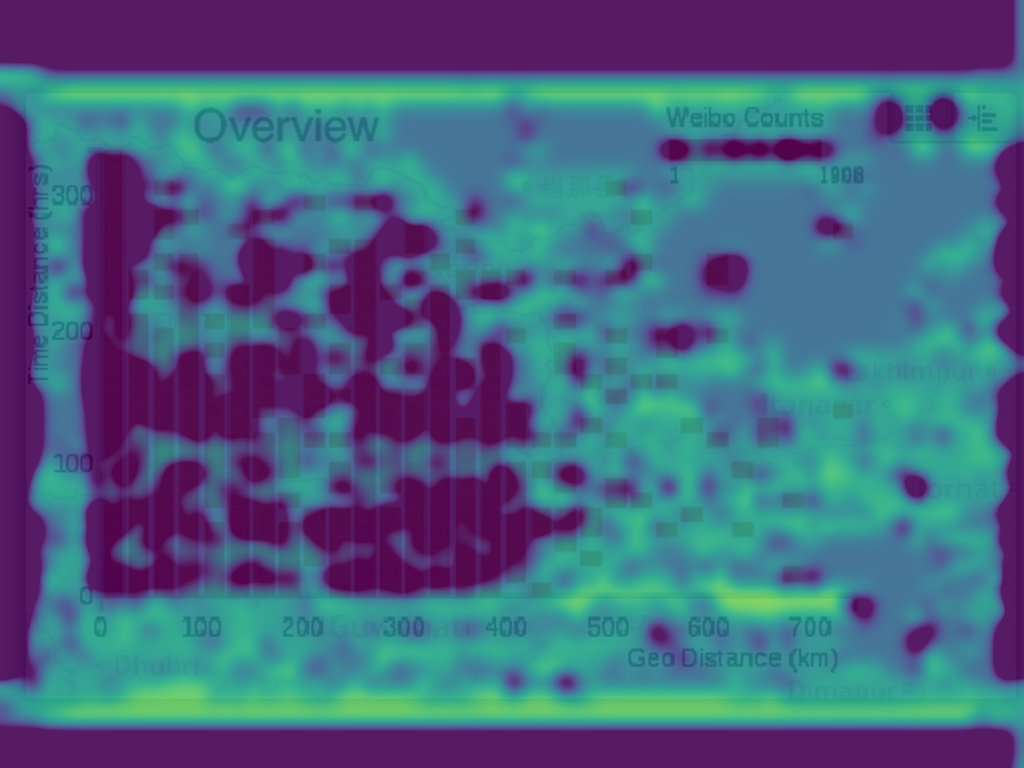 Overview
Weibo Counts
1 1908
Time Distance (hrs)
300
200
100
0
0 100 200 300 400 500 600 700
Geo Distance (km)
Dhubri
Dimapur
Itanagar